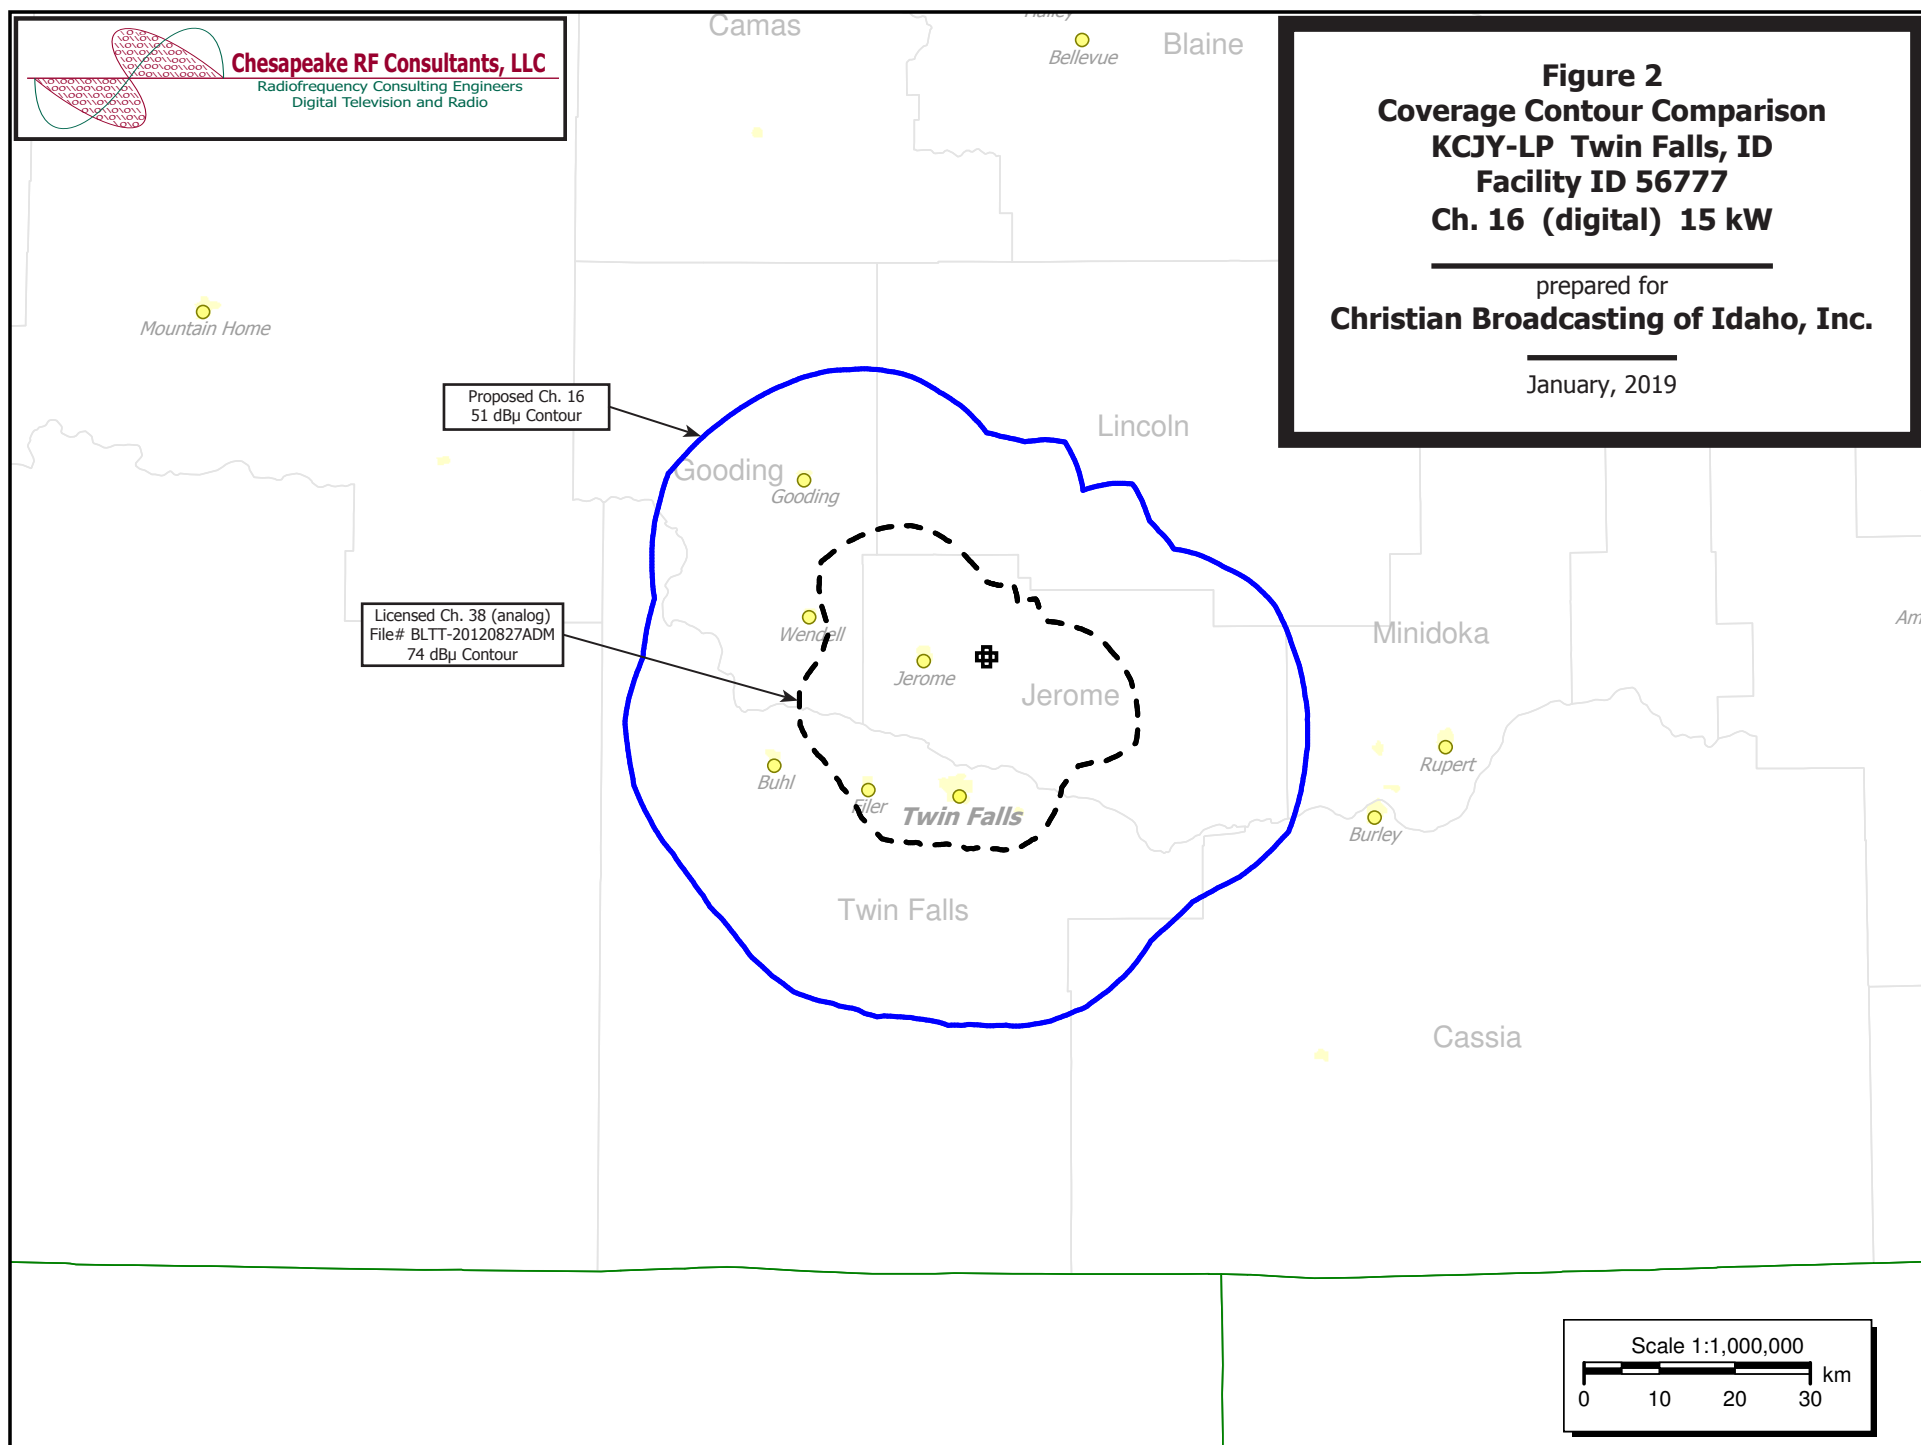 Chesapeake RF Consultants, LLC
Radiofrequency Consulting Engineers
Digital Television and Radio
Figure 2
Coverage Contour Comparison
KCJY-LP Twin Falls, ID
Facility ID 56777
Ch. 16 (digital) 15 kW
prepared for
Christian Broadcasting of Idaho, Inc.
January, 2019
Camas
Hailey
Bellevue
Blaine
Mountain Home
Proposed Ch. 16
51 dBµ Contour
Lincoln
Gooding
Gooding
Licensed Ch. 38 (analog)
File# BLTT-20120827ADM
74 dBµ Contour
Wendell
Minidoka
Am
Jerome
Jerome
Buhl
Filer
Twin Falls
Rupert
Burley
Twin Falls
Cassia
Scale 1:1,000,000
km
0 10 20 30